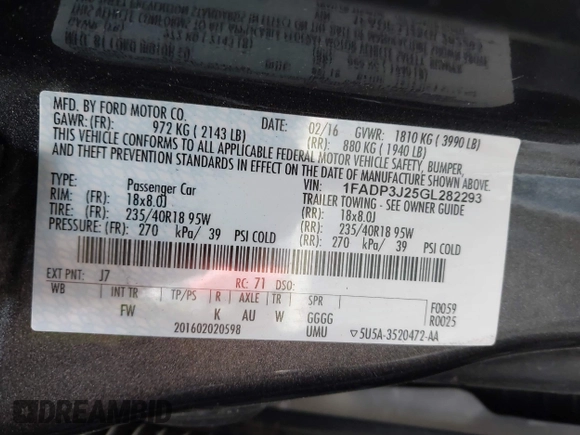 MFD. BY FORD MOTOR CO.
DATE: 02/16 GVWR: 1810 KG ( 3990 LB)
GAWR: (FR): 972 KG ( 2143 LB) (RR): 880 KG ( 1940 LB)
THIS VEHICLE CONFORMS TO ALL APPLICABLE FEDERAL MOTOR VEHICLE SAFETY, BUMPER,
AND THEFT PREVENTION STANDARDS IN EFFECT ON THE DATE OF MANUFACTURE SHOWN ABOVE.
VIN: 1FADP3J25GL282293
TYPE: Passenger Car TRAILER TOWING - SEE OWNER GUIDE
RIM: 18x8.0J (RR): 18x8.0J
TIRE: 235/40R18 95W (RR): 235/40R18 95W
PRESSURE: (FR): 270 kPa/ 39 PSI COLD (RR): 270 kPa/ 39 PSI COLD
EXT PNT: J7 RC: 71 DSO:
WB INT TR TP/PS R AXLE TR SPR F0059
FW K AU W GGGG R0025
201602020598 UMU ▽5U5A-3520472-AA
DREAMBID